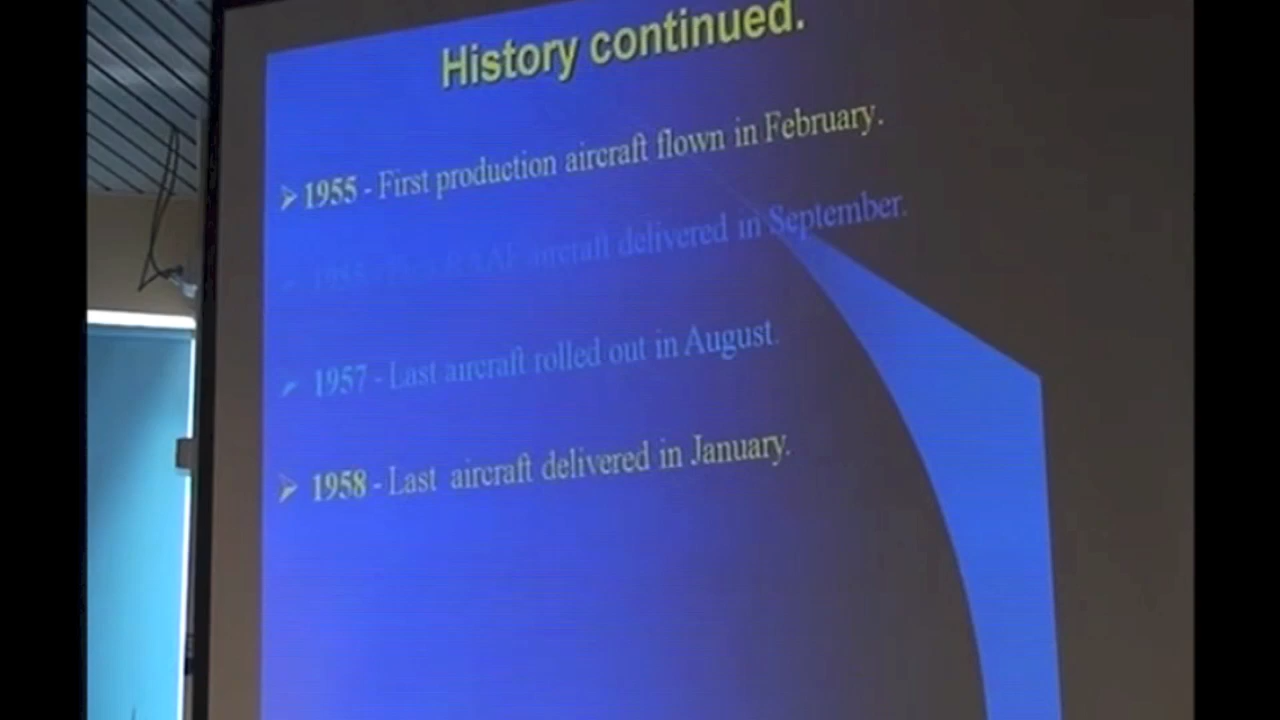 History continued.
➢ 1955 - First production aircraft flown in February.
aircraft delivered in September.
➢ 1957 - Last aircraft rolled out in August.
➢ 1958 - Last aircraft delivered in January.